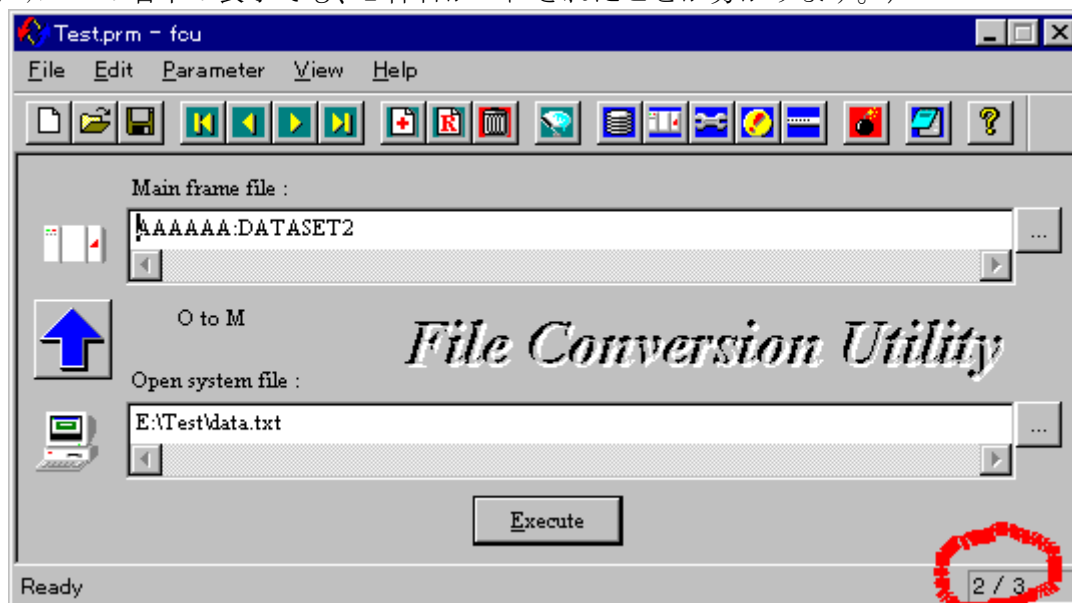 Test.prm - fcu
File Edit Parameter View Help
Main frame file :
AAAAAA:DATASET2
...
O to M
File Conversion Utility
Open system file :
E:\Test\data.txt
...
Execute
Ready
2 / 3